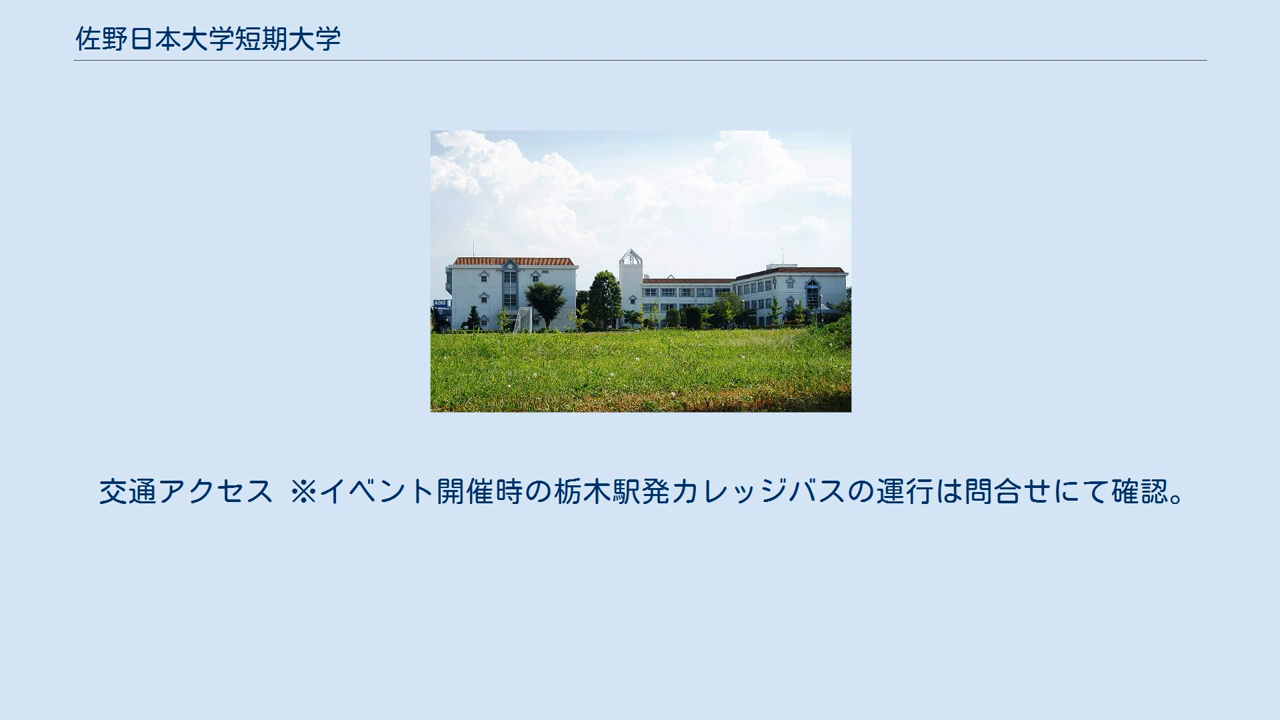 佐野日本大学短期大学
交通アクセス ※イベント開催時の栃木駅発カレッジバスの運行は問合せにて確認。